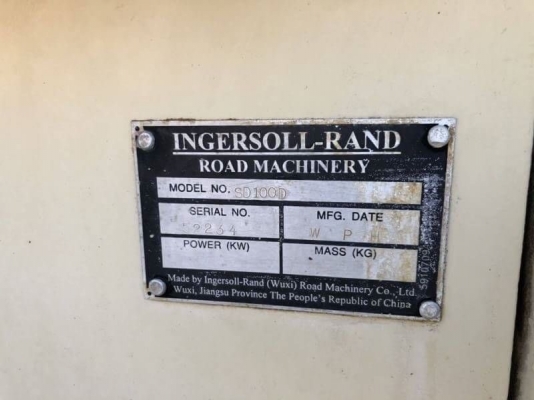 INGERSOLL-RAND
ROAD MACHINERY
MODEL NO. SD100D
SERIAL NO. MFG. DATE
W P
POWER (KW) MASS (KG)
Made by Ingersoll-Rand (Wuxi) Road Machinery Co., Ltd
Wuxi, Jiangsu Province The People's Republic of China